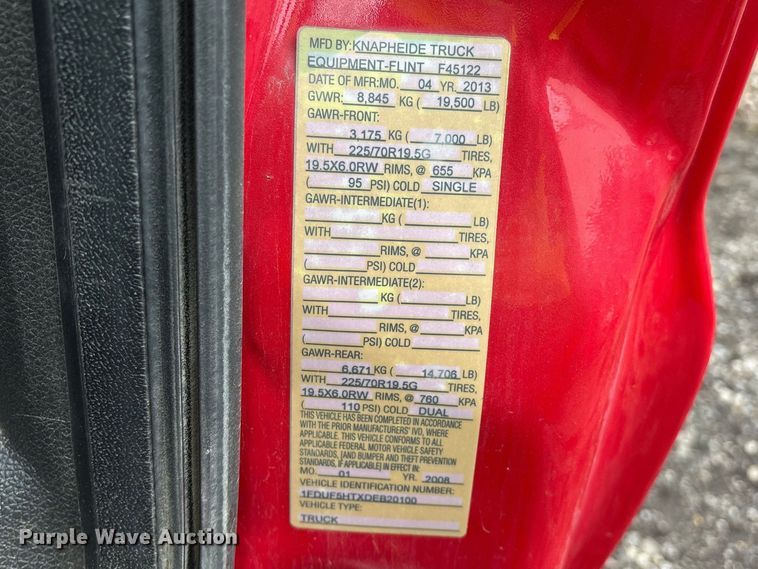 MFD BY: KNAPHEIDE TRUCK
EQUIPMENT-FLINT F45122
DATE OF MFR: MO. 04 YR. 2013
GVWR: 8,845 KG ( 19,500 LB)
GAWR-FRONT:
3,175 KG ( 7,000 LB)
WITH 225/70R19.5G TIRES,
19.5X6.0RW RIMS, @ 655 KPA
( 95 PSI) COLD SINGLE
GAWR-INTERMEDIATE(1):
KG ( LB)
WITH TIRES,
RIMS, @ KPA
( PSI) COLD
GAWR-INTERMEDIATE(2):
KG ( LB)
WITH TIRES,
RIMS, @ KPA
( PSI) COLD
GAWR-REAR:
6,671 KG ( 14,706 LB)
WITH 225/70R19.5G TIRES,
19.5X6.0RW RIMS, @ 760 KPA
( 110 PSI) COLD DUAL
THIS VEHICLE HAS BEEN COMPLETED IN ACCORDANCE
WITH THE PRIOR MANUFACTURERS' IVD, WHERE
APPLICABLE. THIS VEHICLE CONFORMS TO ALL
APPLICABLE FEDERAL MOTOR VEHICLE SAFETY
STANDARDS, [AND BUMPER AND THEFT PREVENTION
STANDARDS, IF APPLICABLE] IN EFFECT IN:
MO. 01 YR. 2008
VEHICLE IDENTIFICATION NUMBER:
1FDUF5HTXDEB20100
TYPE:
TRUCK
Purple Wave Auction